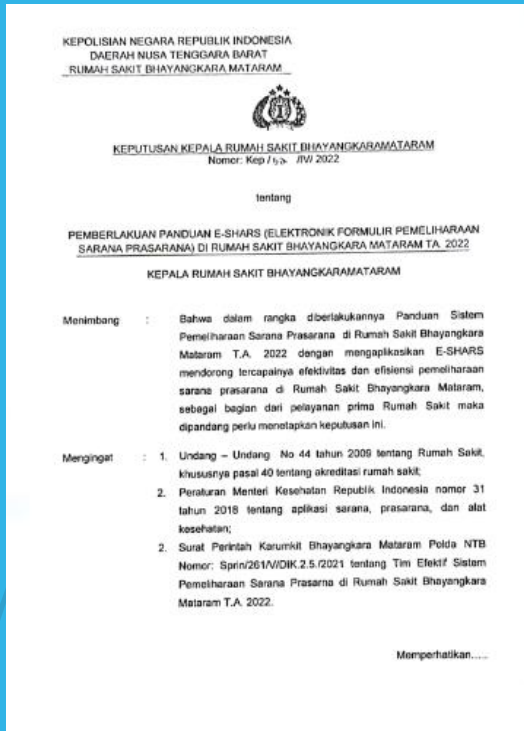 KEPOLISIAN NEGARA REPUBLIK INDONESIA
DAERAH NUSA TENGGARA BARAT
RUMAH SAKIT BHAYANGKARA MATARAM
KEPUTUSAN KEPALA RUMAH SAKIT BHAYANGKARAMATARAM
Nomor: Kep / /IV/ 2022
tentang
PEMBERLAKUAN PANDUAN E-SHARS (ELEKTRONIK FORMULIR PEMELIHARAAN
SARANA PRASARANA) DI RUMAH SAKIT BHAYANGKARA MATARAM TA. 2022
KEPALA RUMAH SAKIT BHAYANGKARAMATARAM
Menimbang : Bahwa dalam rangka diberlakukannya Panduan Sistem
Pemeliharaan Sarana Prasarana di Rumah Sakit Bhayangkara
Mataram T.A. 2022 dengan mengaplikasikan E-SHARS
mendorong tercapainya efektivitas dan efisiensi pemeliharaan
sarana prasarana di Rumah Sakit Bhayangkara Mataram,
sebagai bagian dari pelayanan prima Rumah Sakit maka
dipandang perlu menetapkan keputusan ini.
Mengingat : 1. Undang – Undang No 44 tahun 2009 tentang Rumah Sakit,
khususnya pasal 40 tentang akreditasi rumah sakit;
2. Peraturan Menteri Kesehatan Republik Indonesia nomor 31
tahun 2018 tentang aplikasi sarana, prasarana, dan alat
kesehatan;
2. Surat Perintah Karumkit Bhayangkara Mataram Polda NTB
Nomor: Sprin/261/V/DIK.2.5./2021 tentang Tim Efektif Sistem
Pemeliharaan Sarana Prasarna di Rumah Sakit Bhayangkara
Mataram T.A. 2022.
Memperhatikan.....